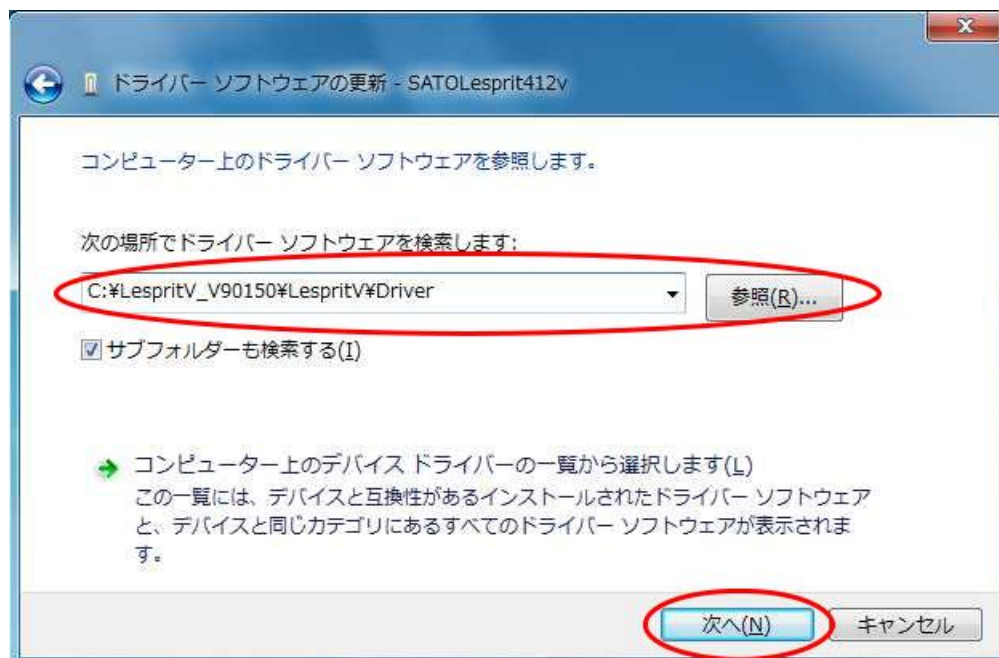 ドライバー ソフトウェアの更新 - SATOLesprit412v
コンピューター上のドライバー ソフトウェアを参照します。
次の場所でドライバー ソフトウェアを検索します:
C:¥LespritV_V90150¥LespritV¥Driver
参照(R)...
サブフォルダーも検索する(I)
コンピューター上のデバイス ドライバーの一覧から選択します(L)
この一覧には、デバイスと互換性があるインストールされたドライバー ソフトウェア
と、デバイスと同じカテゴリにあるすべてのドライバー ソフトウェアが表示されま
す。
次へ(N)
キャンセル